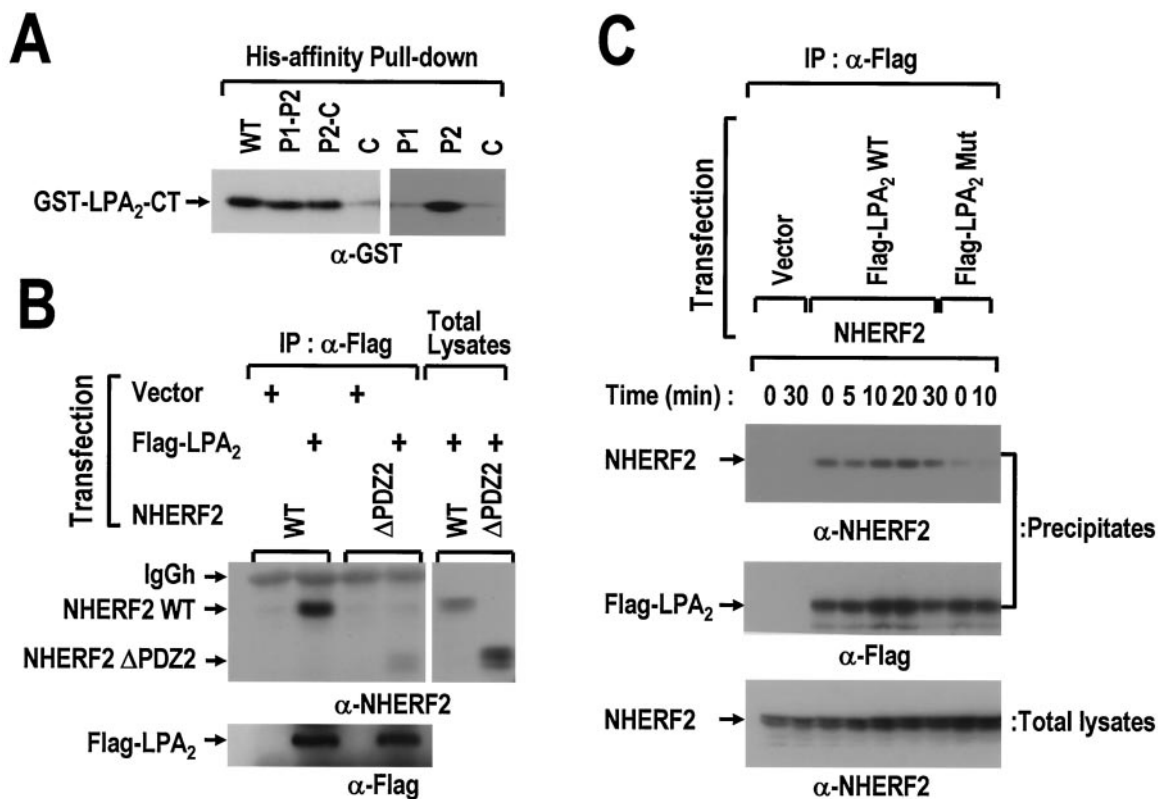 A
His-affinity Pull-down
WT P1-P2 P2-C C P1 P2 C
GST-LPA₂-CT
α-GST
B
IP : α-Flag Total Lysates
Transfection
Vector + +
Flag-LPA₂ + + + +
NHERF2 WT ΔPDZ2 WT ΔPDZ2
IgGh
NHERF2 WT
NHERF2 ΔPDZ2
α-NHERF2
Flag-LPA₂
α-Flag
C
IP : α-Flag
Transfection
Vector Flag-LPA₂ WT Flag-LPA₂ Mut
NHERF2
Time (min) : 0 30 0 5 10 20 30 0 10
NHERF2
α-NHERF2
:Precipitates
Flag-LPA₂
α-Flag
NHERF2 :Total lysates
α-NHERF2